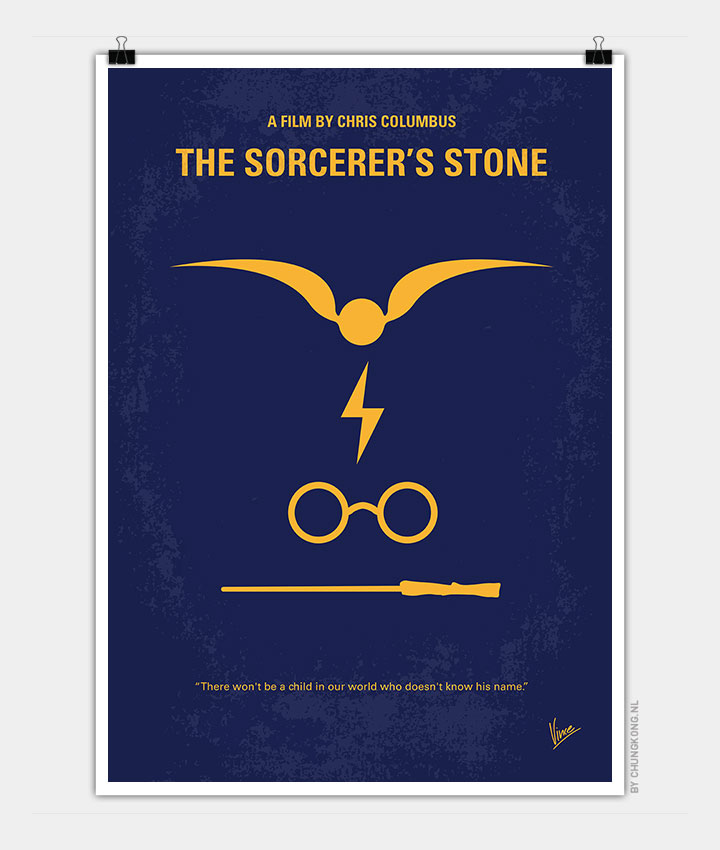 A FILM BY CHRIS COLUMBUS
THE SORCERER’S STONE
“There won't be a child in our world who doesn't know his name.”
Vince
BY CHUNGKONG.NL